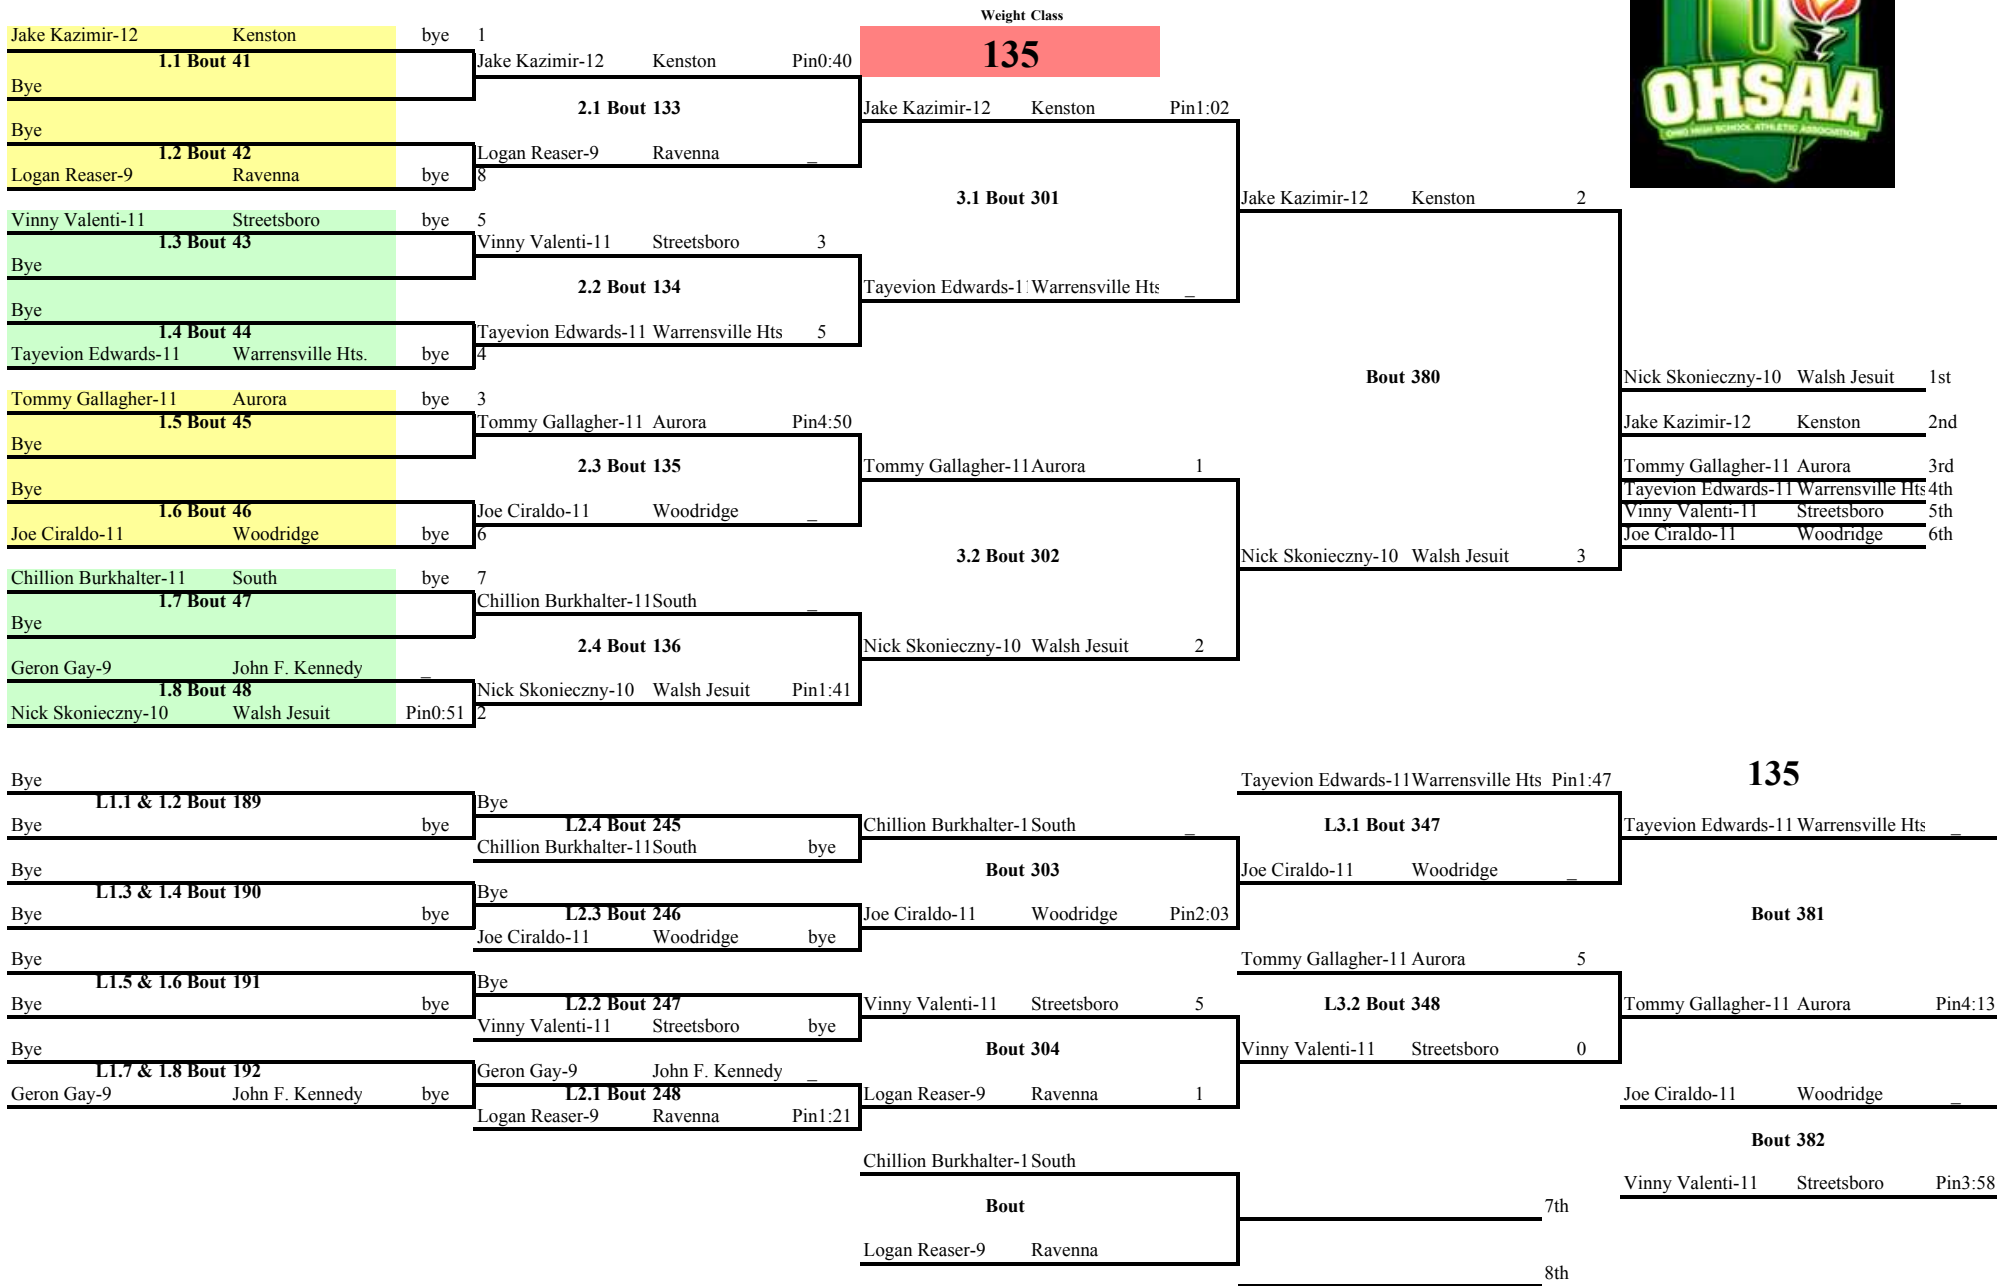 Weight Class
135
OHSAA
OHIO HIGH SCHOOL ATHLETIC ASSOCIATION
Jake Kazimir-12 Kenston bye 1
1.1 Bout 41
Bye
Bye
1.2 Bout 42
Logan Reaser-9 Ravenna bye 8
Vinny Valenti-11 Streetsboro bye 5
1.3 Bout 43
Bye
Bye
1.4 Bout 44
Tayevion Edwards-11 Warrensville Hts. bye 4
Tommy Gallagher-11 Aurora bye 3
1.5 Bout 45
Bye
Bye
1.6 Bout 46
Joe Ciraldo-11 Woodridge bye 6
Chillion Burkhalter-11 South bye 7
1.7 Bout 47
Bye
Geron Gay-9 John F. Kennedy _
1.8 Bout 48
Nick Skonieczny-10 Walsh Jesuit Pin0:51 2
Jake Kazimir-12 Kenston Pin0:40
2.1 Bout 133
Logan Reaser-9 Ravenna _
Vinny Valenti-11 Streetsboro 3
2.2 Bout 134
Tayevion Edwards-11 Warrensville Hts 5
Tommy Gallagher-11 Aurora Pin4:50
2.3 Bout 135
Joe Ciraldo-11 Woodridge _
Chillion Burkhalter-11South _
2.4 Bout 136
Nick Skonieczny-10 Walsh Jesuit Pin1:41
Jake Kazimir-12 Kenston Pin1:02
3.1 Bout 301
Tayevion Edwards-1 Warrensville Hts _
Tommy Gallagher-11Aurora 1
3.2 Bout 302
Nick Skonieczny-10 Walsh Jesuit 2
Jake Kazimir-12 Kenston 2
Bout 380
Nick Skonieczny-10 Walsh Jesuit 3
Nick Skonieczny-10 Walsh Jesuit 1st
Jake Kazimir-12 Kenston 2nd
Tommy Gallagher-11 Aurora 3rd
Tayevion Edwards-11 Warrensville Hts 4th
Vinny Valenti-11 Streetsboro 5th
Joe Ciraldo-11 Woodridge 6th
Bye
L1.1 & 1.2 Bout 189
Bye bye
Bye
L1.3 & 1.4 Bout 190
Bye bye
Bye
L1.5 & 1.6 Bout 191
Bye bye
Bye
L1.7 & 1.8 Bout 192
Geron Gay-9 John F. Kennedy bye
Bye
L2.4 Bout 245
Chillion Burkhalter-11South bye
Bye
L2.3 Bout 246
Joe Ciraldo-11 Woodridge bye
Bye
L2.2 Bout 247
Vinny Valenti-11 Streetsboro bye
Geron Gay-9 John F. Kennedy _
L2.1 Bout 248
Logan Reaser-9 Ravenna Pin1:21
Chillion Burkhalter-1 South _
Bout 303
Joe Ciraldo-11 Woodridge Pin2:03
Vinny Valenti-11 Streetsboro 5
Bout 304
Logan Reaser-9 Ravenna 1
Chillion Burkhalter-1 South
Bout
Logan Reaser-9 Ravenna
7th
8th
Tayevion Edwards-11Warrensville Hts Pin1:47
L3.1 Bout 347
Joe Ciraldo-11 Woodridge _
Tommy Gallagher-11 Aurora 5
L3.2 Bout 348
Vinny Valenti-11 Streetsboro 0
135
Tayevion Edwards-11 Warrensville Hts _
Bout 381
Tommy Gallagher-11 Aurora Pin4:13
Joe Ciraldo-11 Woodridge _
Bout 382
Vinny Valenti-11 Streetsboro Pin3:58